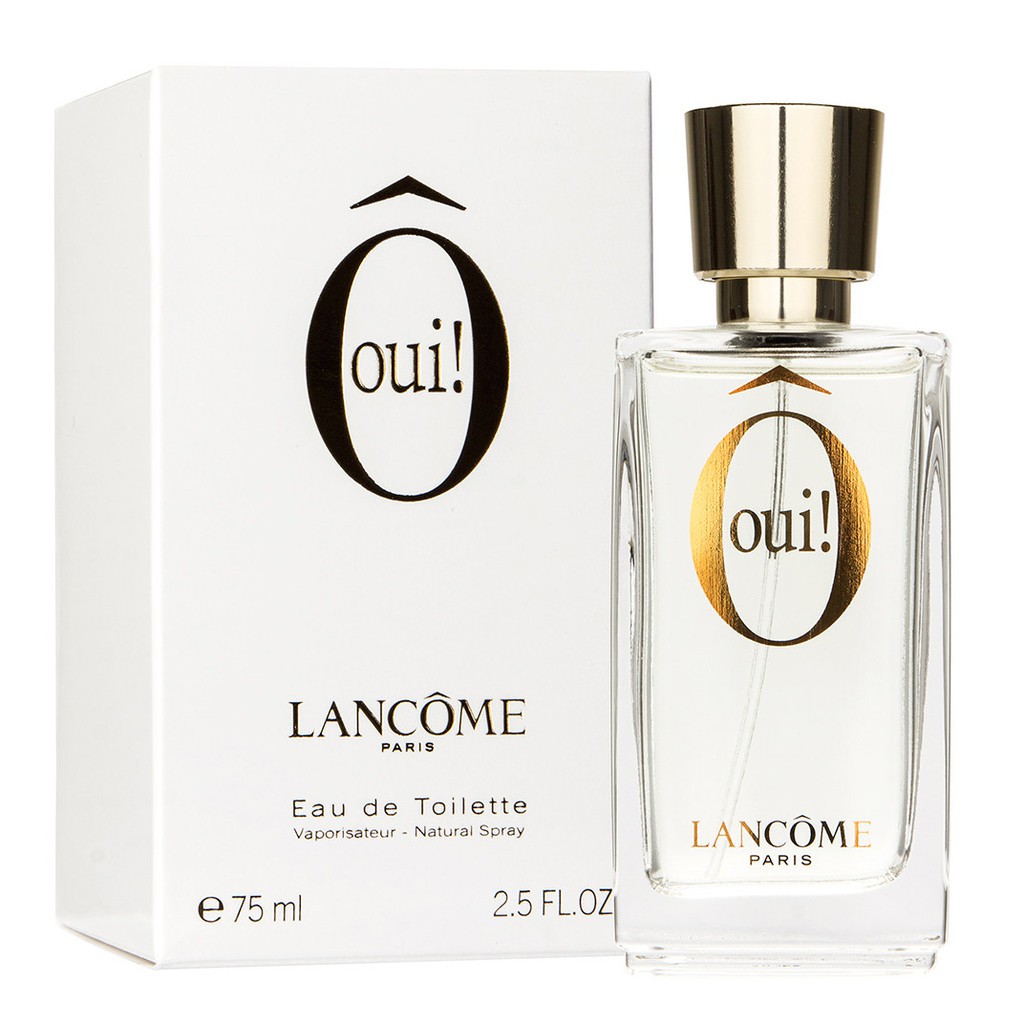 Ô
oui!
LANCÔME
PARIS
Eau de Toilette
Vaporisateur - Natural Spray
℮ 75 ml
2.5 FL.OZ
Ô
oui!
LANCÔME
PARIS